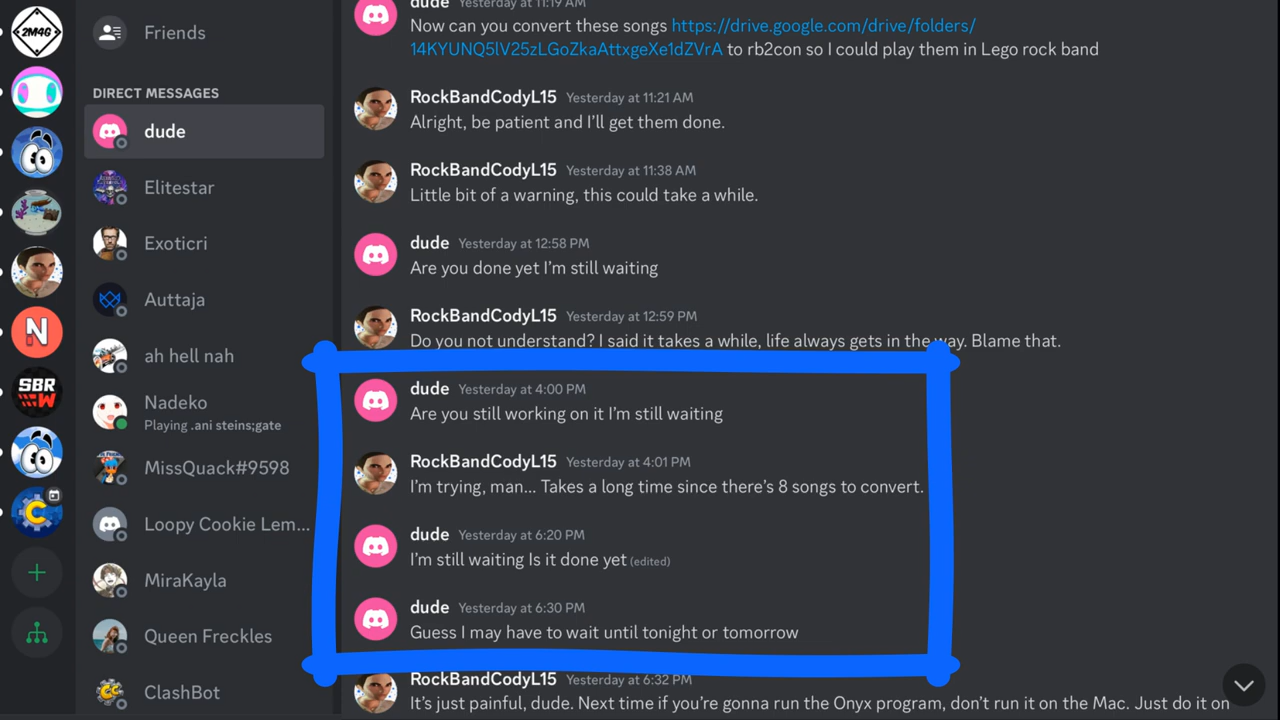 2M4G
N
SBR
W
C
Friends
DIRECT MESSAGES
dude
Elitestar
Exoticri
Auttaja
ah hell nah
Nadeko
Playing .ani steins;gate
MissQuack#9598
Loopy Cookie Lem...
MiraKayla
Queen Freckles
ClashBot
dude Yesterday at 11:19 AM
Now can you convert these songs https://drive.google.com/drive/folders/
14KYUNQ5lV25zLGoZkaAttxgeXe1dZVrA to rb2con so I could play them in Lego rock band
RockBandCodyL15 Yesterday at 11:21 AM
Alright, be patient and I'll get them done.
RockBandCodyL15 Yesterday at 11:38 AM
Little bit of a warning, this could take a while.
dude Yesterday at 12:58 PM
Are you done yet I'm still waiting
RockBandCodyL15 Yesterday at 12:59 PM
Do you not understand? I said it takes a while, life always gets in the way. Blame that.
dude Yesterday at 4:00 PM
Are you still working on it I'm still waiting
RockBandCodyL15 Yesterday at 4:01 PM
I'm trying, man... Takes a long time since there's 8 songs to convert.
dude Yesterday at 6:20 PM
I'm still waiting Is it done yet (edited)
dude Yesterday at 6:30 PM
Guess I may have to wait until tonight or tomorrow
RockBandCodyL15 Yesterday at 6:32 PM
It's just painful, dude. Next time if you're gonna run the Onyx program, don't run it on the Mac. Just do it on